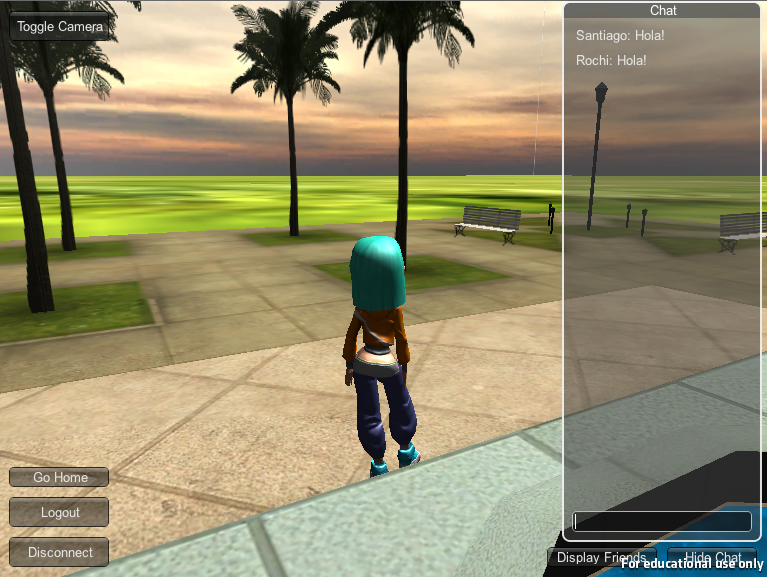 Toggle Camera
Chat
Santiago: Hola!
Rochi: Hola!
Go Home
Logout
Disconnect
Display Friends
Hide Chat
For educational use only